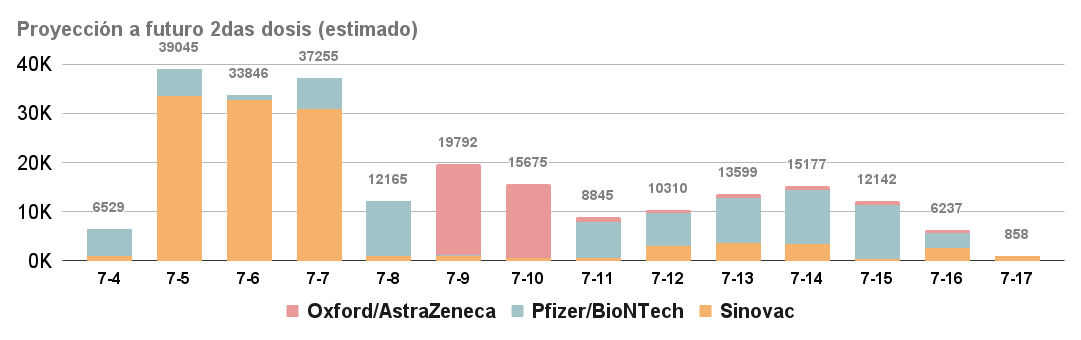 Proyección a futuro 2das dosis (estimado)
39045
37255
33846
40K
30K
20K
19792
15675
15177
13599
12165
12142
10310
8845
6529
6237
858
10K
0K
7-4 7-5 7-6 7-7 7-8 7-9 7-10 7-11 7-12 7-13 7-14 7-15 7-16 7-17
Oxford/AstraZeneca Pfizer/BioNTech Sinovac